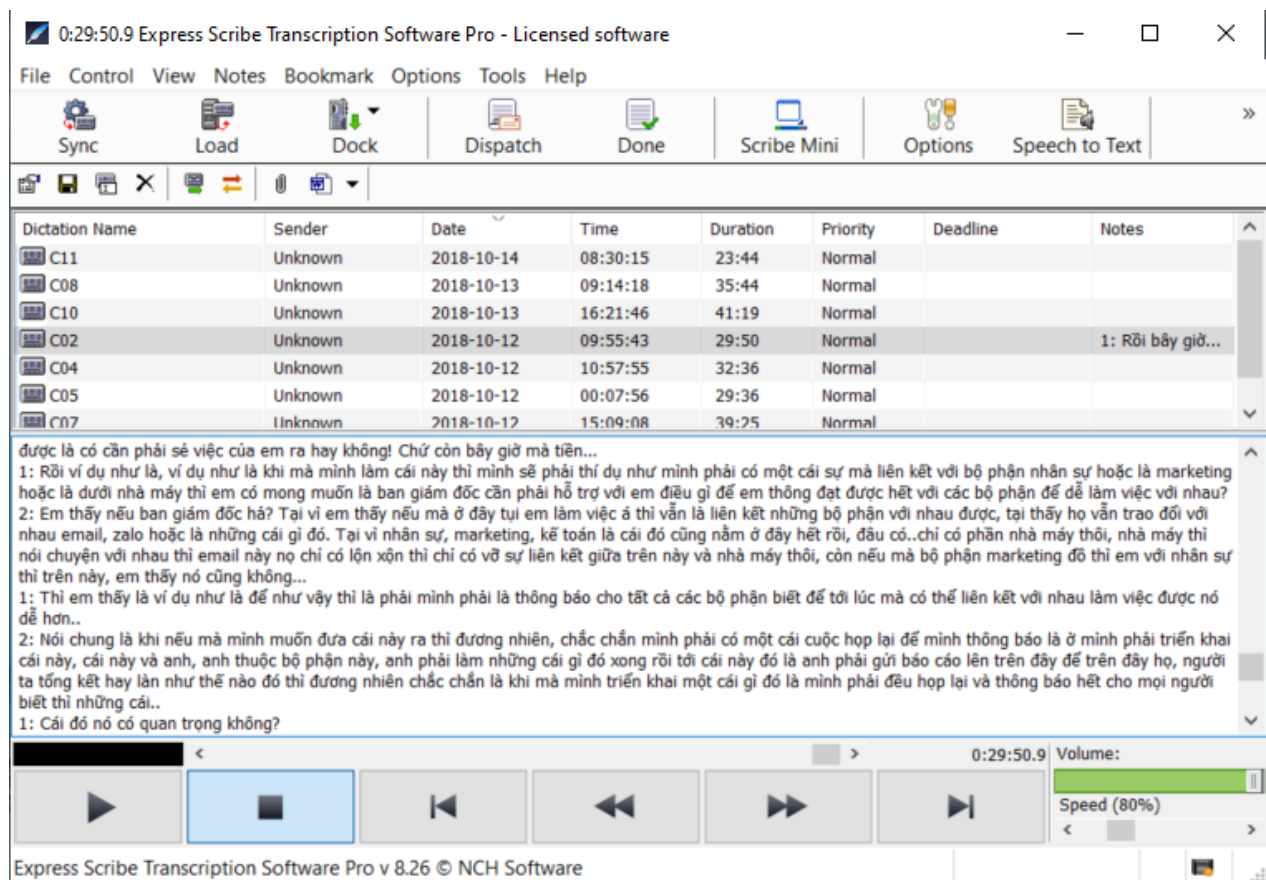 0:29:50.9 Express Scribe Transcription Software Pro - Licensed software
File Control View Notes Bookmark Options Tools Help
Sync Load Dock Dispatch Done Scribe Mini Options Speech to Text
Dictation Name Sender Date Time Duration Priority Deadline Notes
C11 Unknown 2018-10-14 08:30:15 23:44 Normal
C08 Unknown 2018-10-13 09:14:18 35:44 Normal
C10 Unknown 2018-10-13 16:21:46 41:19 Normal
C02 Unknown 2018-10-12 09:55:43 29:50 Normal 1: Rồi bây giờ...
C04 Unknown 2018-10-12 10:57:55 32:36 Normal
C05 Unknown 2018-10-12 00:07:56 29:36 Normal
C07 Unknown 2018-10-12 15:09:08 39:25 Normal
được là có cần phải sẻ việc của em ra hay không! Chứ còn bây giờ mà tiền...
1: Rồi ví dụ như là, ví dụ như là khi mà mình làm cái này thì mình sẽ phải thí dụ như mình phải có một cái sự mà liên kết với bộ phận nhân sự hoặc là marketing
hoặc là dưới nhà máy thì em có mong muốn là ban giám đốc cần phải hỗ trợ với em điều gì để em thông đạt được hết với các bộ phận để dễ làm việc với nhau?
2: Em thấy nếu ban giám đốc hả? Tại vì em thấy nếu mà ở đây tụi em làm việc á thì vẫn là liên kết những bộ phận với nhau được, tại thấy họ vẫn trao đổi với
nhau email, zalo hoặc là những cái gì đó. Tại vì nhân sự, marketing, kế toán là cái đó cũng nằm ở đây hết rồi, đâu có..chỉ có phần nhà máy thôi, nhà máy thì
nói chuyện với nhau thì email này nọ chỉ có lộn xộn thì chỉ có vỡ sự liên kết giữa trên này và nhà máy thôi, còn nếu mà bộ phận marketing đồ thì em với nhân sự
thì trên này, em thấy nó cũng không...
1: Thì em thấy là ví dụ như là để như vậy thì là phải mình phải là thông báo cho tất cả các bộ phận biết để tới lúc mà có thể liên kết với nhau làm việc được nó
dễ hơn..
2: Nói chung là khi nếu mà mình muốn đưa cái này ra thì đương nhiên, chắc chắn mình phải có một cái cuộc họp lại để mình thông báo là ở mình phải triển khai
cái này, cái này và anh, anh thuộc bộ phận này, anh phải làm những cái gì đó xong rồi tới cái này đó là anh phải gửi báo cáo lên trên đây để trên đây họ, người
ta tổng kết hay làn như thế nào đó thì đương nhiên chắc chắn là khi mà mình triển khai một cái gì đó là mình phải đều họp lại và thông báo hết cho mọi người
biết thì những cái..
1: Cái đó nó có quan trọng không?
0:29:50.9 Volume:
Speed (80%)
Express Scribe Transcription Software Pro v 8.26 © NCH Software